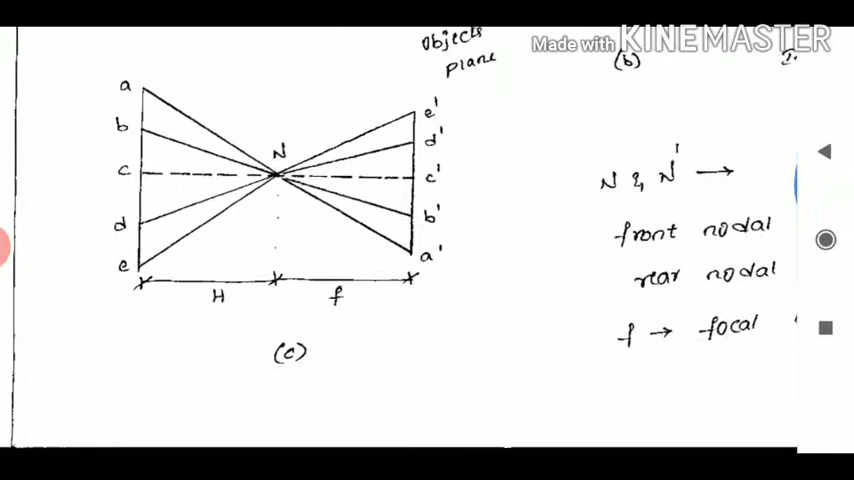 objects
plane
Made with KINEMASTER
(b)
a
b
c
d
e
N
e'
d'
c'
b'
a'
H
f
(c)
N & N' →
front nodal
rear nodal
f → focal